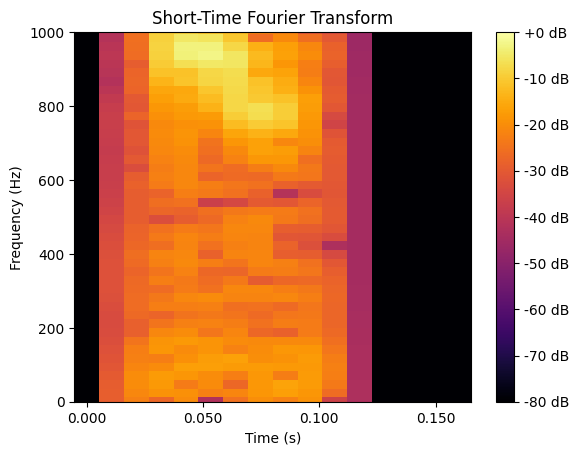 Short-Time Fourier Transform
1000
800
600
400
200
0
Frequency (Hz)
0.000
0.050
0.100
0.150
Time (s)
+0 dB
-10 dB
-20 dB
-30 dB
-40 dB
-50 dB
-60 dB
-70 dB
-80 dB